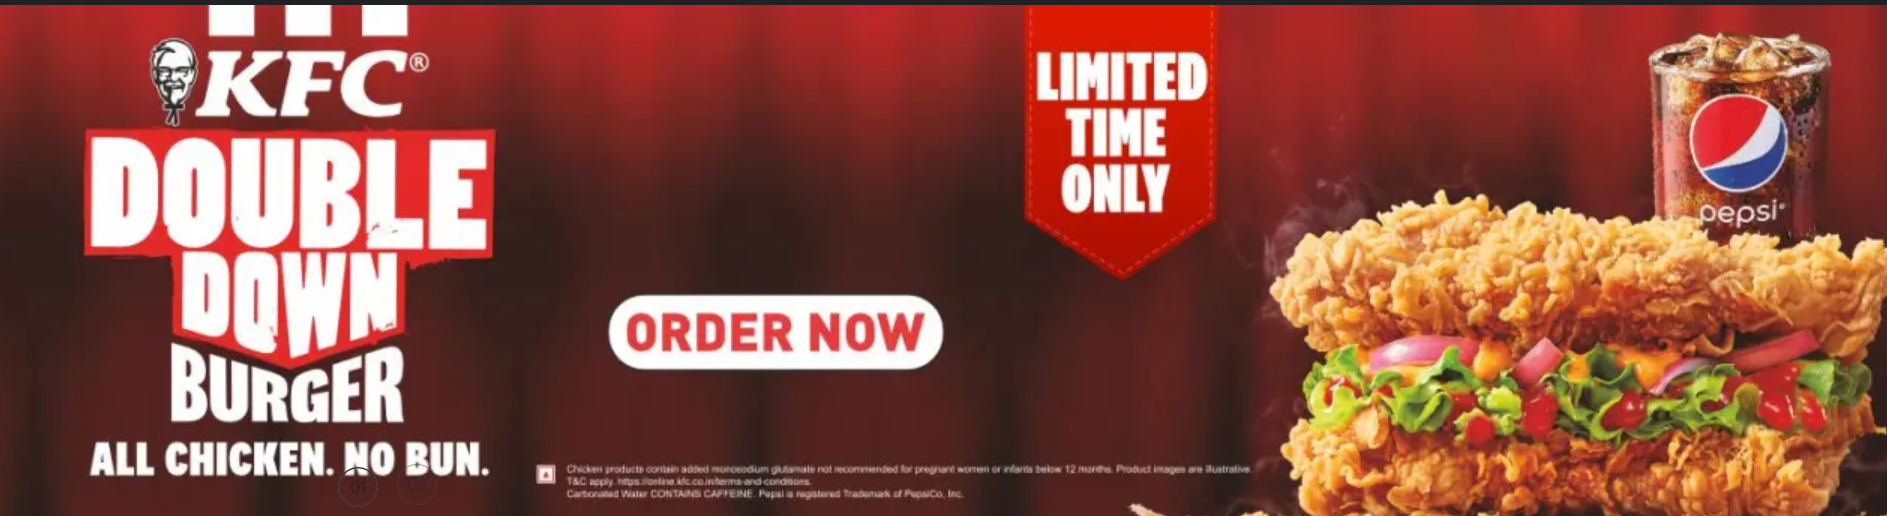 KFC®
DOUBLE
DOWN
BURGER
ALL CHICKEN. NO BUN.
01 02
ORDER NOW
LIMITED
TIME
ONLY
pepsi®
Chicken products contain added monosodium glutamate not recommended for pregnant women or infants below 12 months. Product images are illustrative.
T&C apply. https://online.kfc.co.in/terms-and-conditions.
Carbonated Water CONTAINS CAFFEINE. Pepsi is registered Trademark of PepsiCo, Inc.